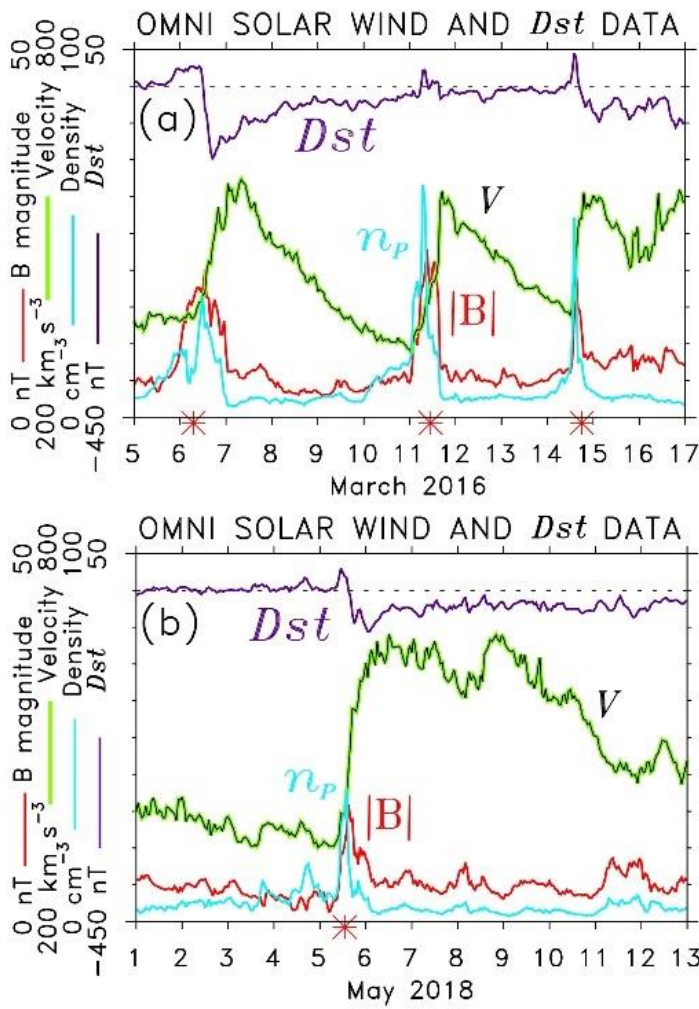 OMNI SOLAR WIND AND Dst DATA
0 nT B magnitude 50
200 km s⁻¹ Velocity 800
0 cm⁻³ Density 100
−450 nT Dst 50
(a)
Dst
V
nP
|B|
5 6 7 8 9 10 11 12 13 14 15 16 17
March 2016
OMNI SOLAR WIND AND Dst DATA
0 nT B magnitude 50
200 km s⁻¹ Velocity 800
0 cm⁻³ Density 100
−450 nT Dst 50
(b)
Dst
V
nP
|B|
1 2 3 4 5 6 7 8 9 10 11 12 13
May 2018